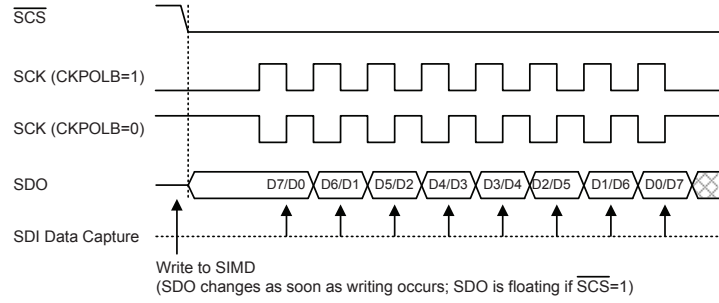 SCS
SCK (CKPOLB=1)
SCK (CKPOLB=0)
SDO D7/D0 D6/D1 D5/D2 D4/D3 D3/D4 D2/D5 D1/D6 D0/D7
SDI Data Capture
Write to SIMD
(SDO changes as soon as writing occurs; SDO is floating if SCS=1)